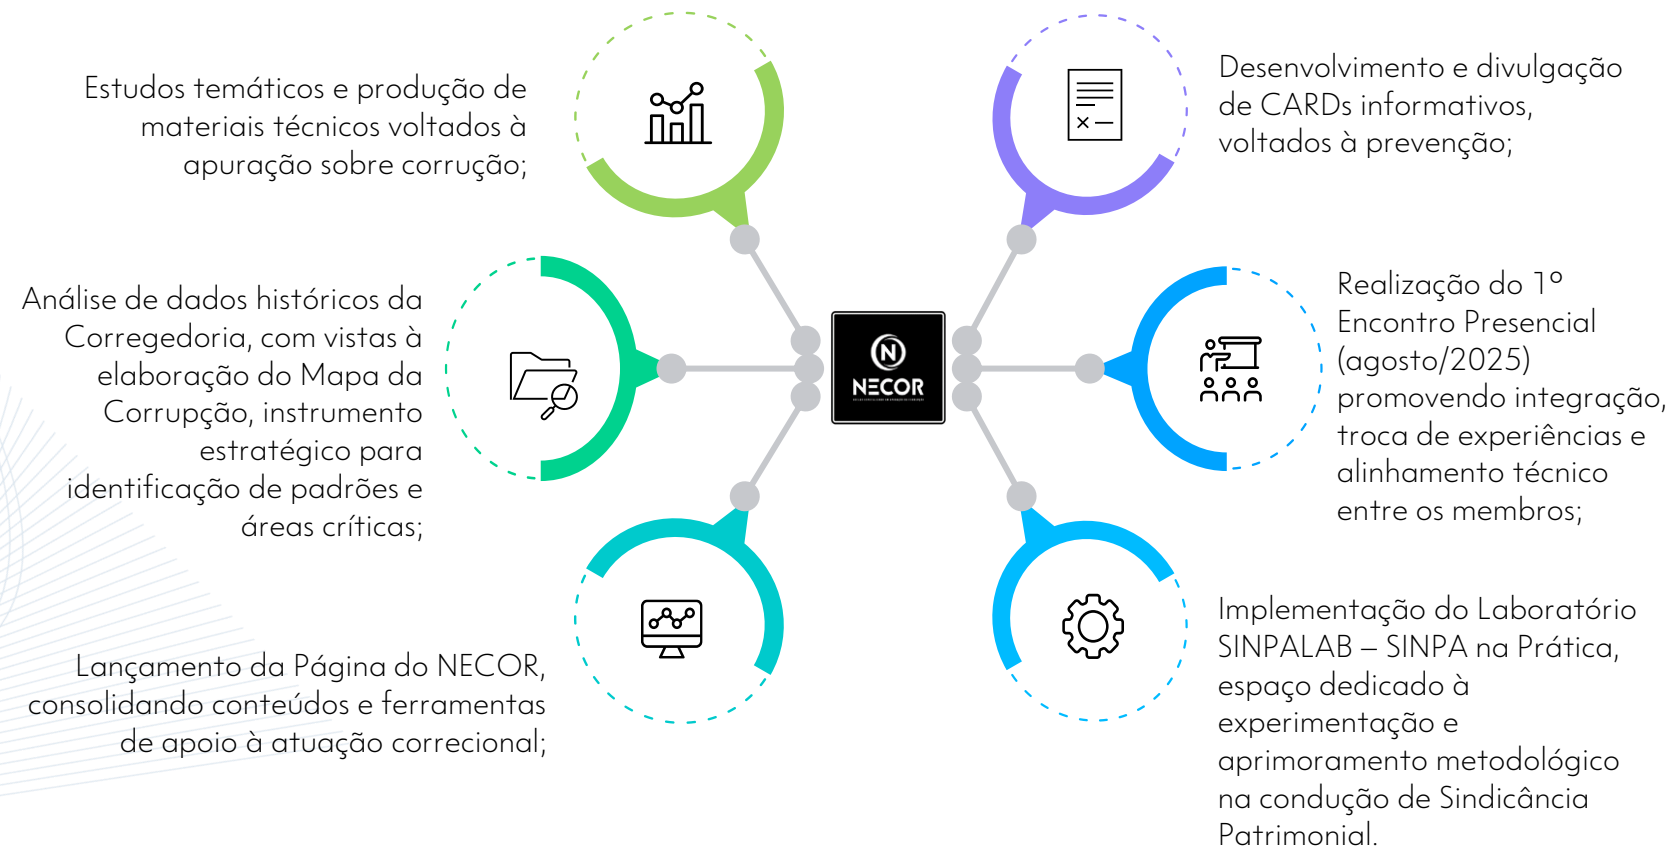 Estudos temáticos e produção de
materiais técnicos voltados à
apuração sobre corrução;
Análise de dados históricos da
Corregedoria, com vistas à
elaboração do Mapa da
Corrupção, instrumento
estratégico para
identificação de padrões e
áreas críticas;
Lançamento da Página do NECOR,
consolidando conteúdos e ferramentas
de apoio à atuação correcional;
N
NECOR
Desenvolvimento e divulgação
de CARDs informativos,
voltados à prevenção;
Realização do 1º
Encontro Presencial
(agosto/2025)
promovendo integração,
troca de experiências e
alinhamento técnico
entre os membros;
Implementação do Laboratório
SINPALAB – SINPA na Prática,
espaço dedicado à
experimentação e
aprimoramento metodológico
na condução de Sindicância
Patrimonial.